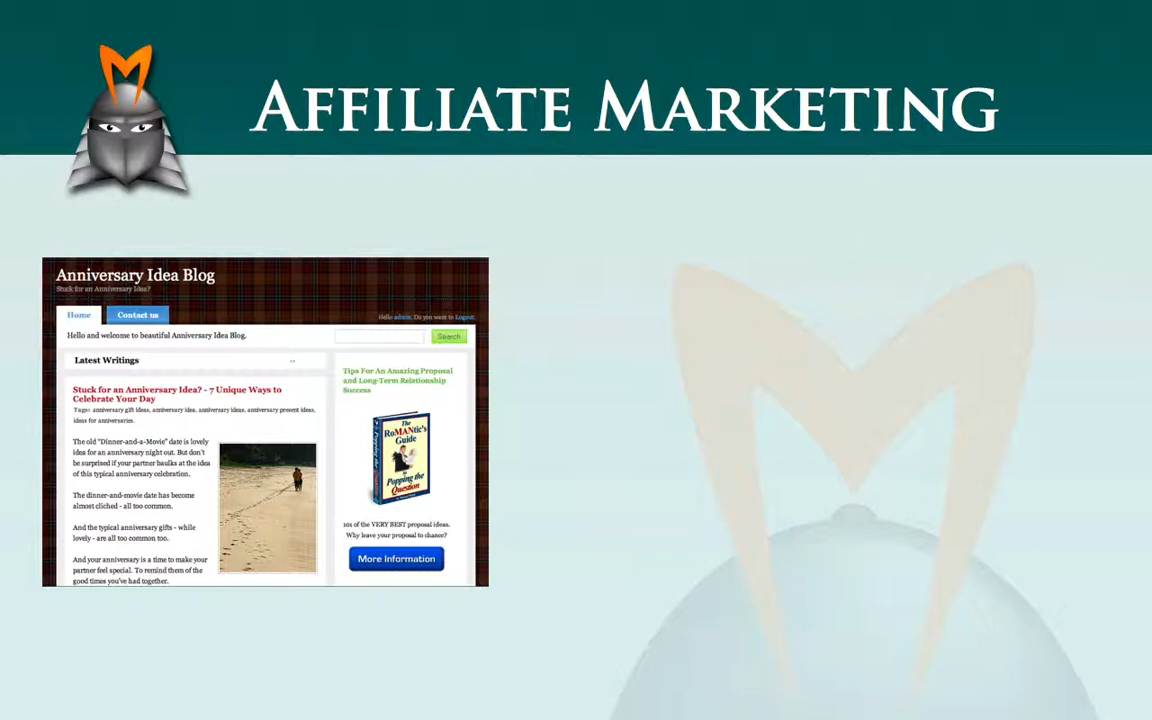 AFFILIATE MARKETING
Anniversary Idea Blog
Stuck for an Anniversary Idea?
Home
Contact us
Hello admin. Do you want to Logout.
Hello and welcome to beautiful Anniversary Idea Blog.
Search
Latest Writings
Stuck for an Anniversary Idea? - 7 Unique Ways to
Celebrate Your Day
Tags: anniversary gift ideas, anniversary idea, anniversary ideas, anniversary present ideas,
ideas for anniversaries.
The old "Dinner-and-a-Movie" date is lovely
idea for an anniversary night out. But don't
be surprised if your partner baulks at the idea
of this typical anniversary celebration.
The dinner-and-movie date has become
almost cliched - all too common.
And the typical anniversary gifts - while
lovely - are all too common too.
And your anniversary is a time to make your
partner feel special. To remind them of the
good times you've had together.
Tips For An Amazing Proposal
and Long-Term Relationship
Success
The
RoMANtic's
Guide
to
Popping the
Question
101 of the VERY BEST proposal ideas.
Why leave your proposal to chance?
More Information